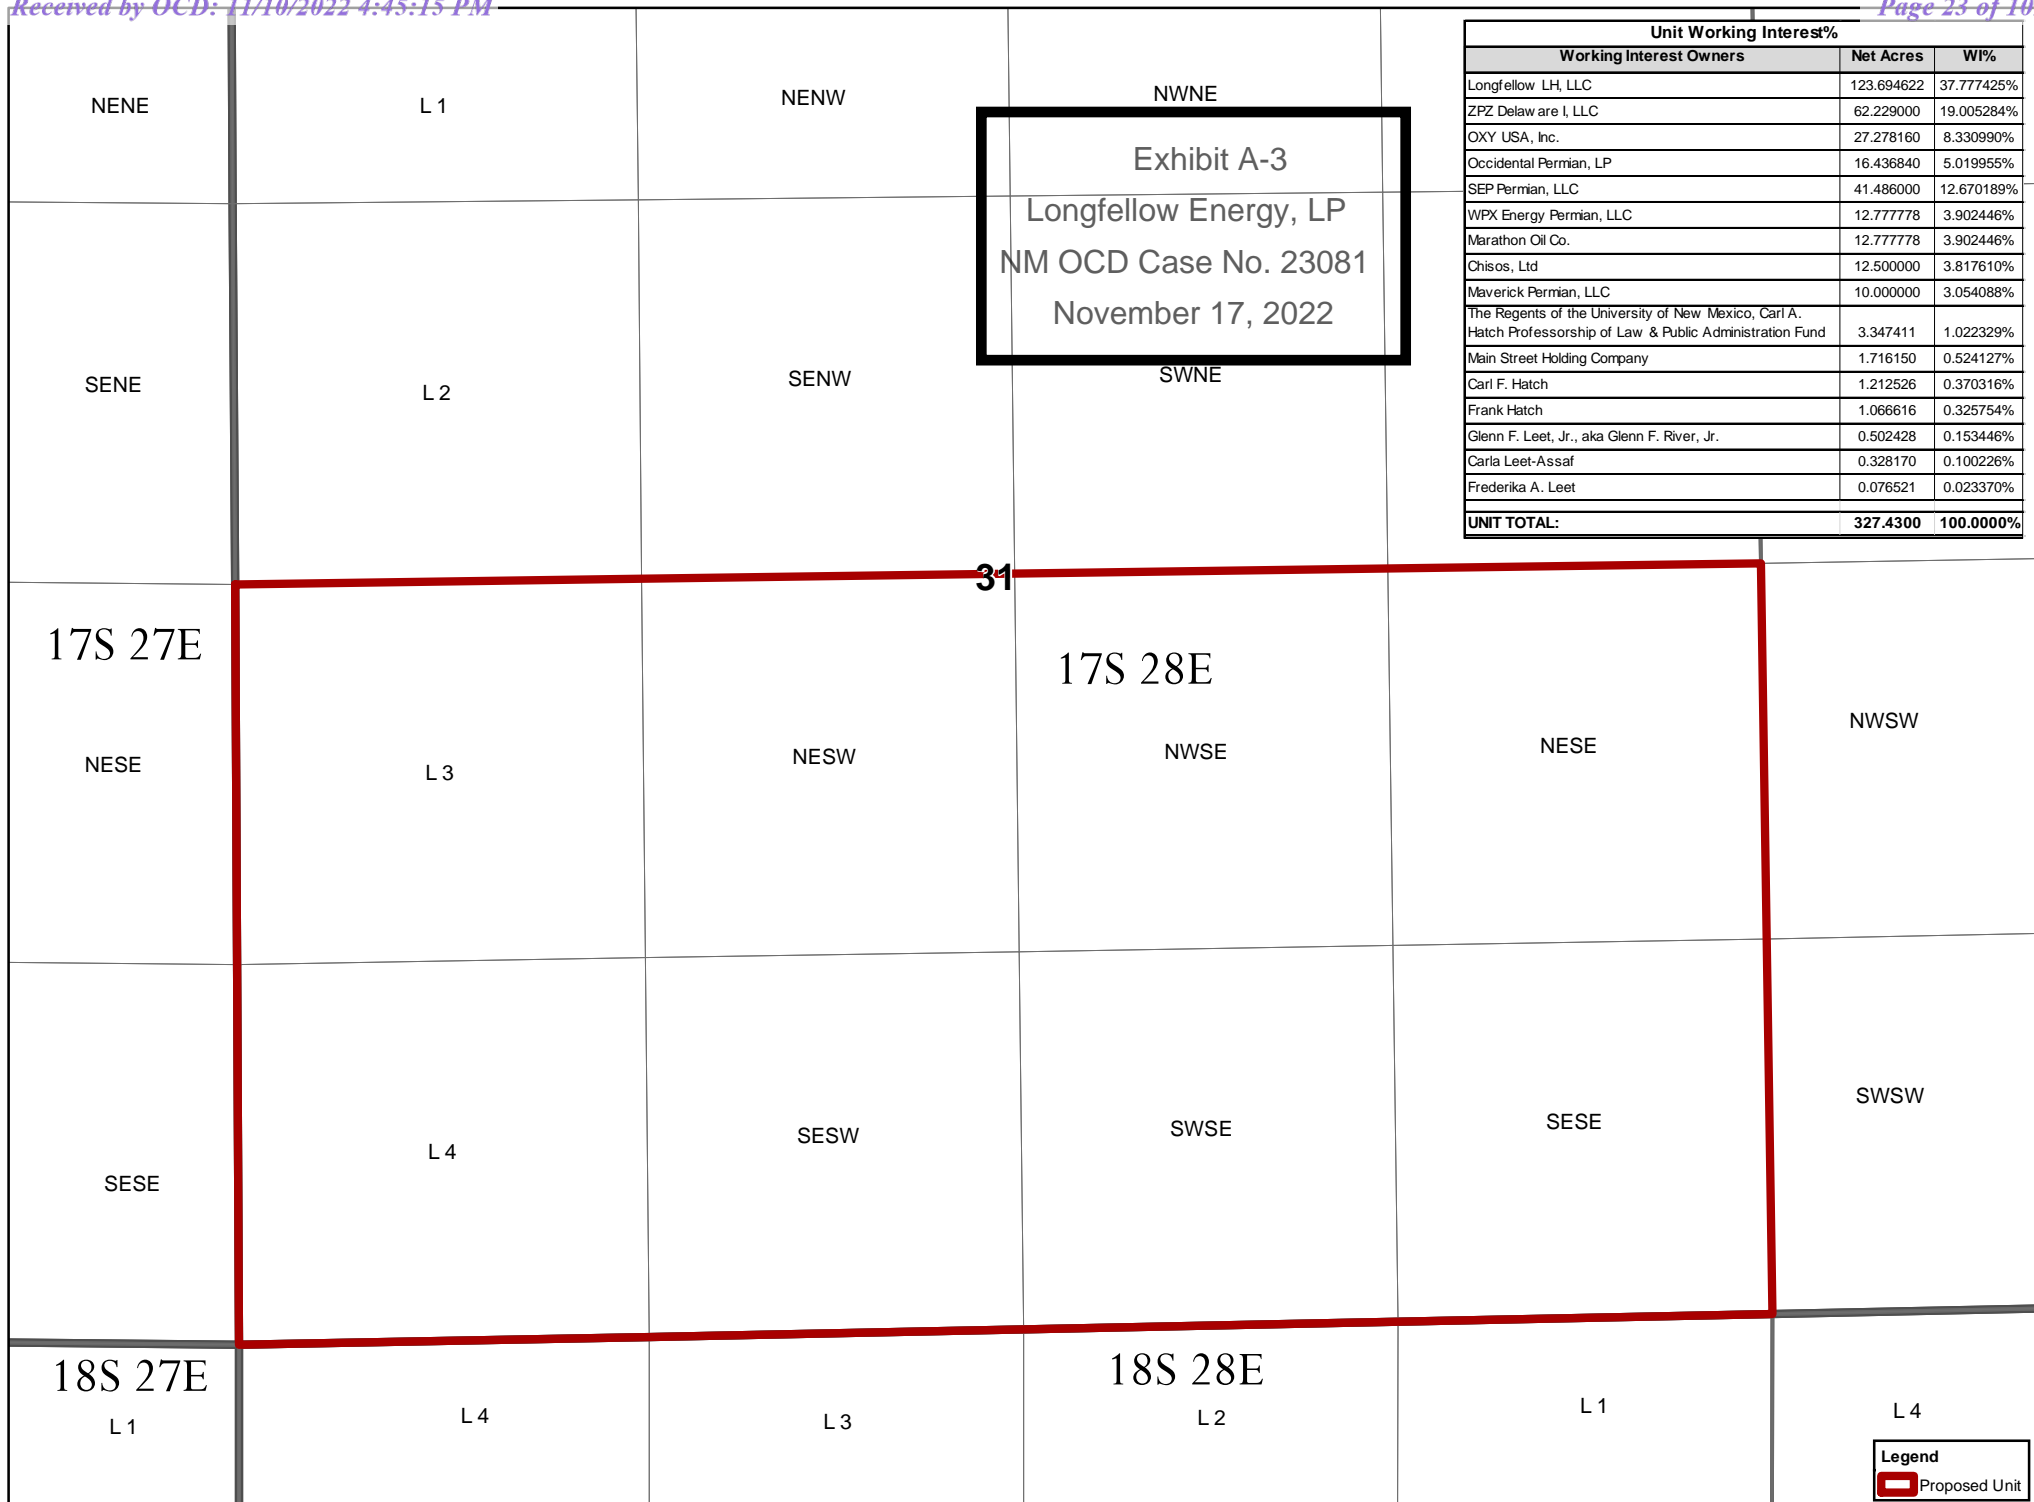 Received by OCD: 11/10/2022 4:45:15 PM
Page 23 of 10
Unit Working Interest%
Working Interest Owners Net Acres WI%
Longfellow LH, LLC 123.694622 37.777425%
ZPZ Delaware I, LLC 62.229000 19.005284%
OXY USA, Inc. 27.278160 8.330990%
Occidental Permian, LP 16.436840 5.019955%
SEP Permian, LLC 41.486000 12.670189%
WPX Energy Permian, LLC 12.777778 3.902446%
Marathon Oil Co. 12.777778 3.902446%
Chisos, Ltd 12.500000 3.817610%
Maverick Permian, LLC 10.000000 3.054088%
The Regents of the University of New Mexico, Carl A.
Hatch Professorship of Law & Public Administration Fund 3.347411 1.022329%
Main Street Holding Company 1.716150 0.524127%
Carl F. Hatch 1.212526 0.370316%
Frank Hatch 1.066616 0.325754%
Glenn F. Leet, Jr., aka Glenn F. River, Jr. 0.502428 0.153446%
Carla Leet-Assaf 0.328170 0.100226%
Frederika A. Leet 0.076521 0.023370%
UNIT TOTAL: 327.4300 100.0000%
NENE
L 1
NENW
NWNE
Exhibit A-3
Longfellow Energy, LP
NM OCD Case No. 23081
November 17, 2022
SENE
L 2
SENW
SWNE
31
17S 27E
17S 28E
NESE
L 3
NESW
NWSE
NESE
NWSW
SESE
L 4
SESW
SWSE
SESE
SWSW
18S 27E
18S 28E
L 1
L 4
L 3
L 2
L 1
L 4
Legend
Proposed Unit